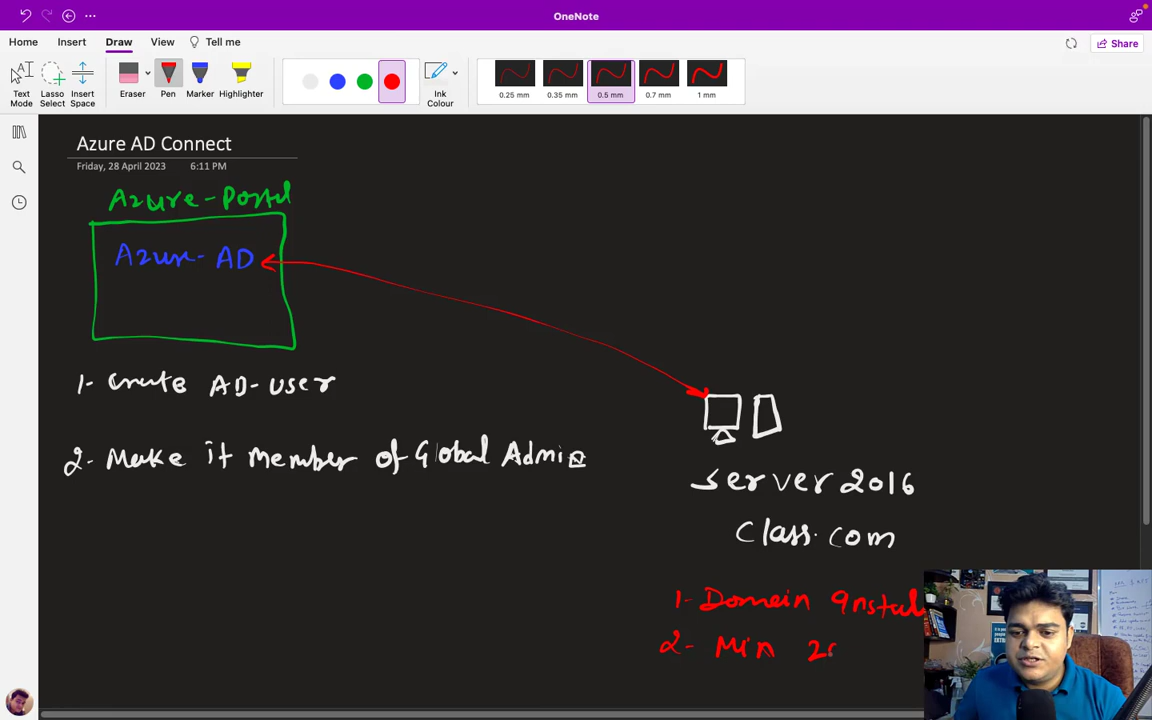 OneNote
Home Insert Draw View Tell me
Share
Text Mode
Lasso Select
Insert Space
Eraser
Pen
Marker
Highlighter
Ink Colour
0.25 mm
0.35 mm
0.5 mm
0.7 mm
1 mm
Azure AD Connect
Friday, 28 April 2023 6:11 PM
Azure-Portal
Azure-AD
1- Create AD-user
2- Make it Member of Global Admin
Server 2016
Class.com
1- Domain
2- Min